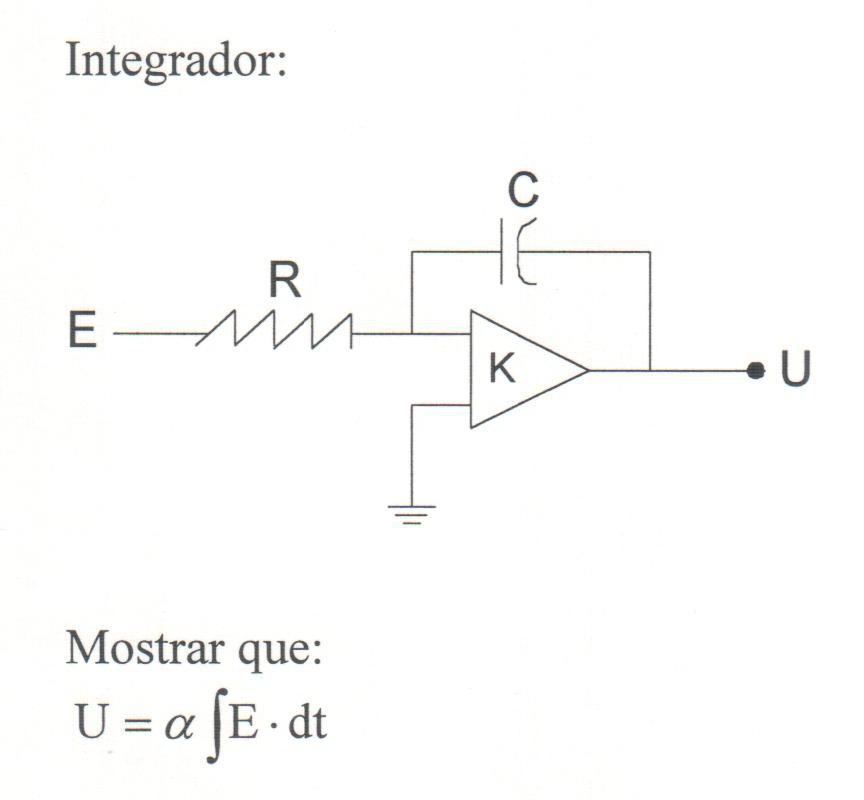 Integrador:
C
R
E
K
U
Mostrar que:
U = α ∫E · dt